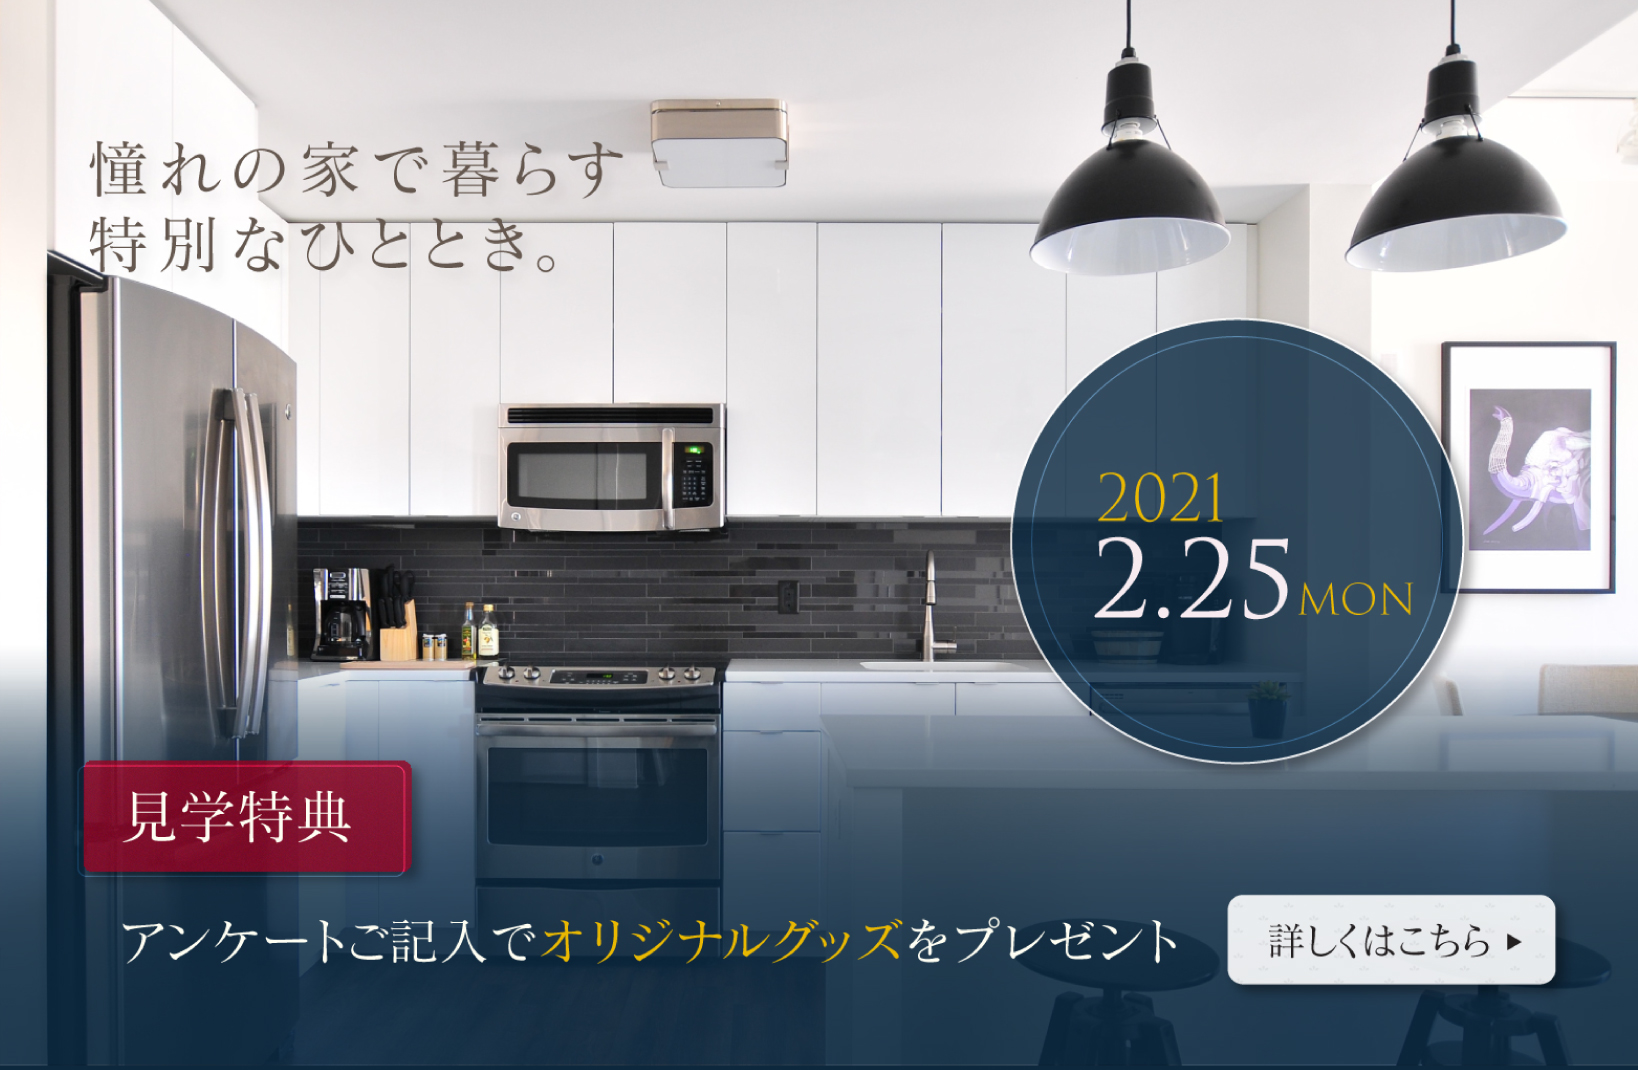 憧れの家で暮らす
特別なひととき。
2021
2.25MON
見学特典
アンケートご記入でオリジナルグッズをプレゼント
詳しくはこちら ▶